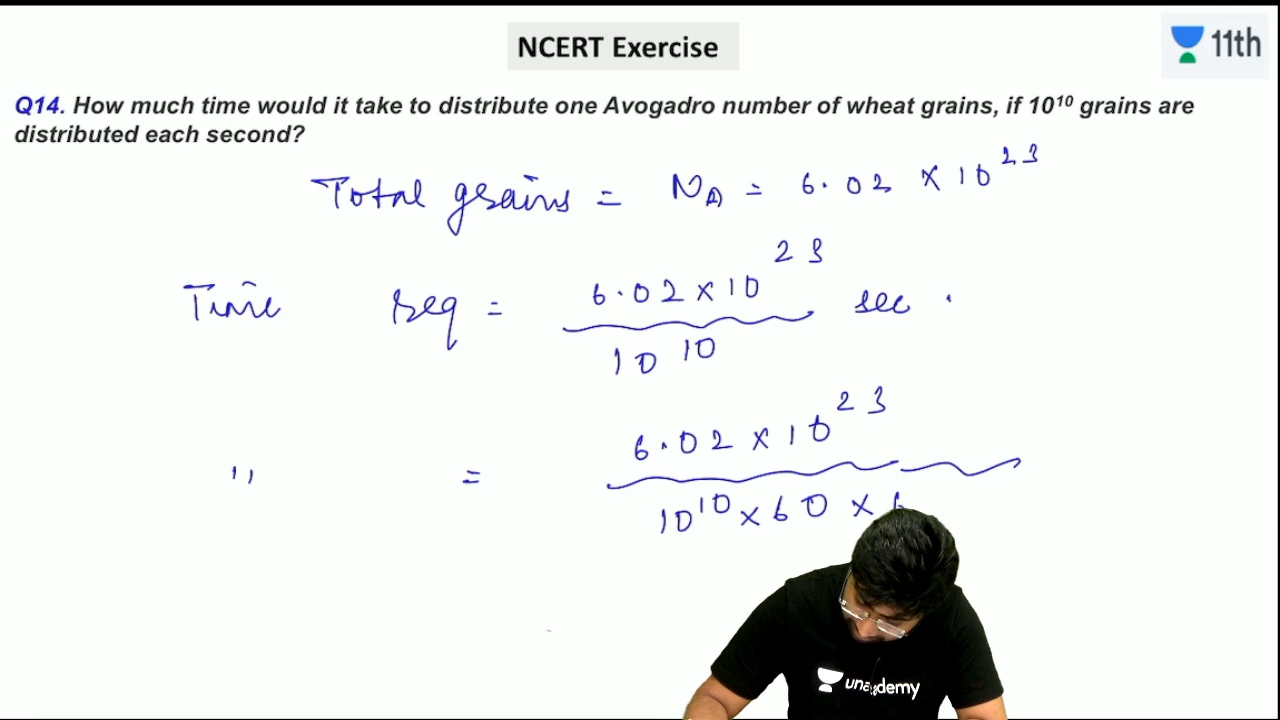 NCERT Exercise
11th
Q14. How much time would it take to distribute one Avogadro number of wheat grains, if 10¹⁰ grains are
distributed each second?
Total grains = N_A = 6.02 × 10²³
Time req = 6.02 × 10²³ / 10¹⁰ sec.
" = 6.02 × 10²³ / 10¹⁰ × 60 × 6
unacademy